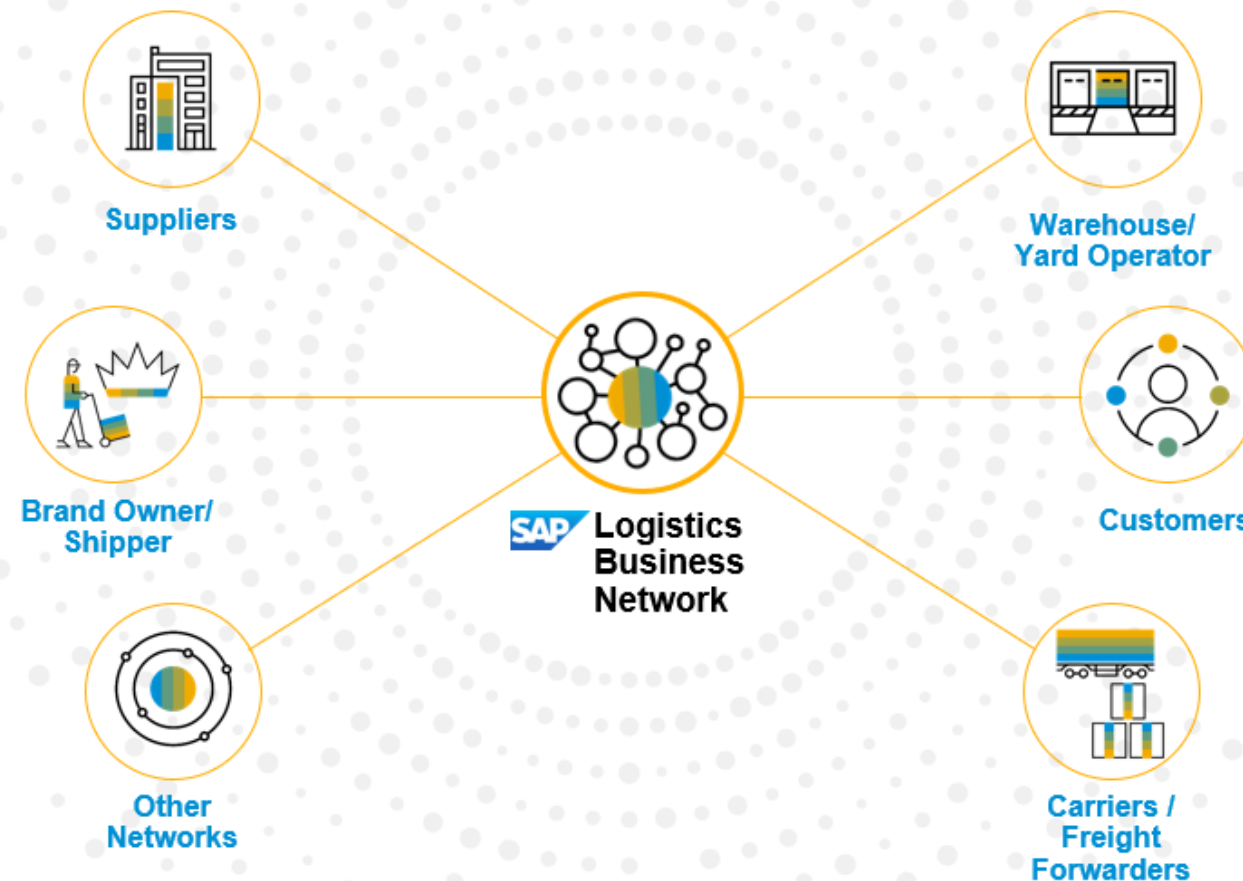 Suppliers
Warehouse/
Yard Operator
Brand Owner/
Shipper
SAP Logistics
Business
Network
Customers
Other
Networks
Carriers /
Freight
Forwarders